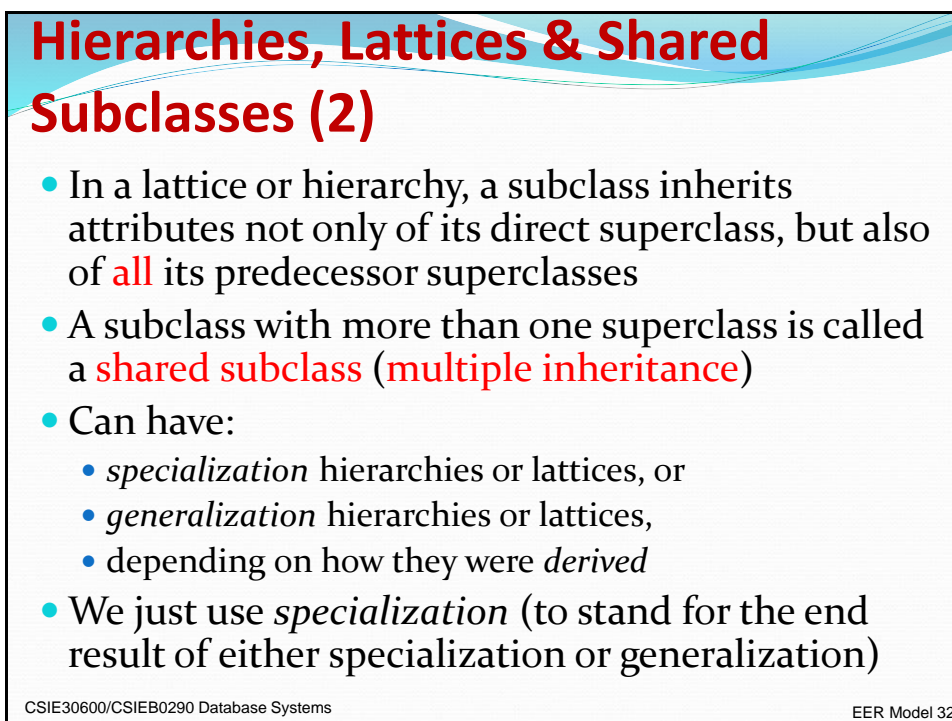 Hierarchies, Lattices & Shared
Subclasses (2)
• In a lattice or hierarchy, a subclass inherits
attributes not only of its direct superclass, but also
of all its predecessor superclasses
• A subclass with more than one superclass is called
a shared subclass (multiple inheritance)
• Can have:
• specialization hierarchies or lattices, or
• generalization hierarchies or lattices,
• depending on how they were derived
• We just use specialization (to stand for the end
result of either specialization or generalization)
CSIE30600/CSIEB0290 Database Systems
EER Model 32